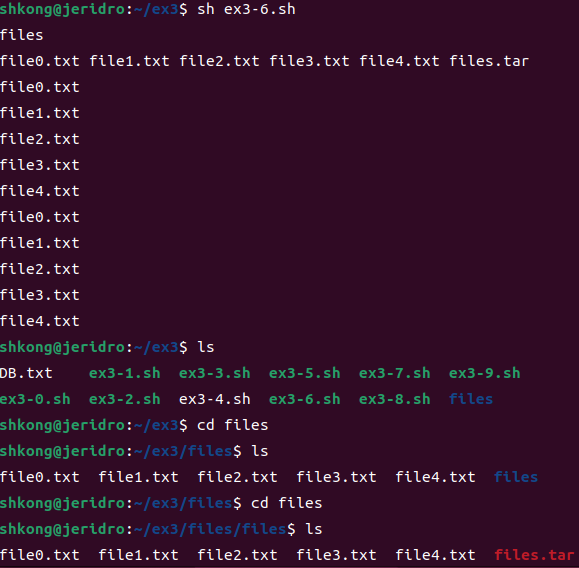 shkong@jeridro:~/ex3$ sh ex3-6.sh
files
file0.txt file1.txt file2.txt file3.txt file4.txt files.tar
file0.txt
file1.txt
file2.txt
file3.txt
file4.txt
file0.txt
file1.txt
file2.txt
file3.txt
file4.txt
shkong@jeridro:~/ex3$ ls
DB.txt    ex3-1.sh  ex3-3.sh  ex3-5.sh  ex3-7.sh  ex3-9.sh
ex3-0.sh  ex3-2.sh  ex3-4.sh  ex3-6.sh  ex3-8.sh  files
shkong@jeridro:~/ex3$ cd files
shkong@jeridro:~/ex3/files$ ls
file0.txt  file1.txt  file2.txt  file3.txt  file4.txt  files
shkong@jeridro:~/ex3/files$ cd files
shkong@jeridro:~/ex3/files/files$ ls
file0.txt  file1.txt  file2.txt  file3.txt  file4.txt  files.tar